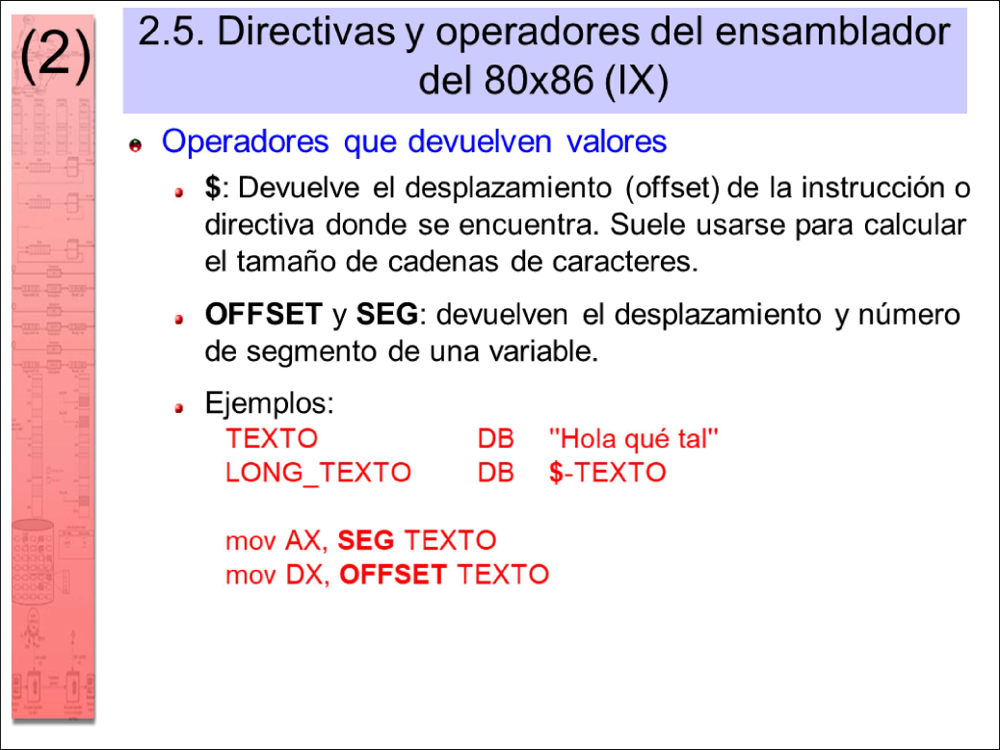 (2)
2.5. Directivas y operadores del ensamblador
del 80x86 (IX)
Operadores que devuelven valores
$: Devuelve el desplazamiento (offset) de la instrucción o
directiva donde se encuentra. Suele usarse para calcular
el tamaño de cadenas de caracteres.
OFFSET y SEG: devuelven el desplazamiento y número
de segmento de una variable.
Ejemplos:
TEXTO DB "Hola qué tal"
LONG_TEXTO DB $-TEXTO
mov AX, SEG TEXTO
mov DX, OFFSET TEXTO